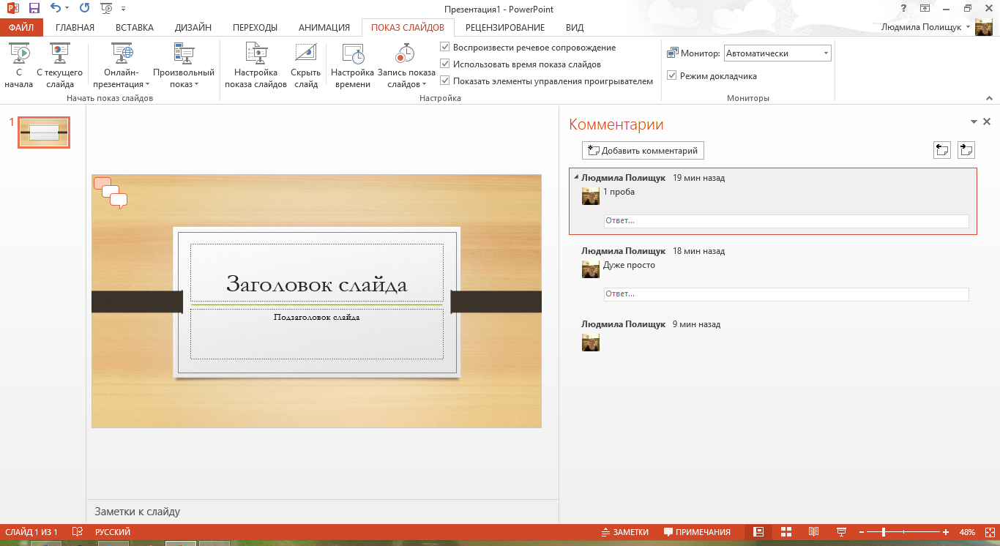 Презентация1 - PowerPoint
?
ФАЙЛ ГЛАВНАЯ ВСТАВКА ДИЗАЙН ПЕРЕХОДЫ АНИМАЦИЯ ПОКАЗ СЛАЙДОВ РЕЦЕНЗИРОВАНИЕ ВИД Людмила Полищук
С начала
С текущего слайда
Онлайн-презентация
Произвольный показ
Начать показ слайдов
Настройка показа слайдов
Скрыть слайд
Настройка времени
Запись показа слайдов
Воспроизвести речевое сопровождение
Использовать время показа слайдов
Показать элементы управления проигрывателем
Настройка
Монитор: Автоматически
Режим докладчика
Мониторы
1
Заголовок слайда
Подзаголовок слайда
Заметки к слайду
Комментарии
Добавить комментарий
Людмила Полищук 19 мин назад
1 проба
Ответ...
Людмила Полищук 18 мин назад
Дуже просто
Ответ...
Людмила Полищук 9 мин назад
СЛАЙД 1 ИЗ 1 РУССКИЙ ЗАМЕТКИ ПРИМЕЧАНИЯ 48%